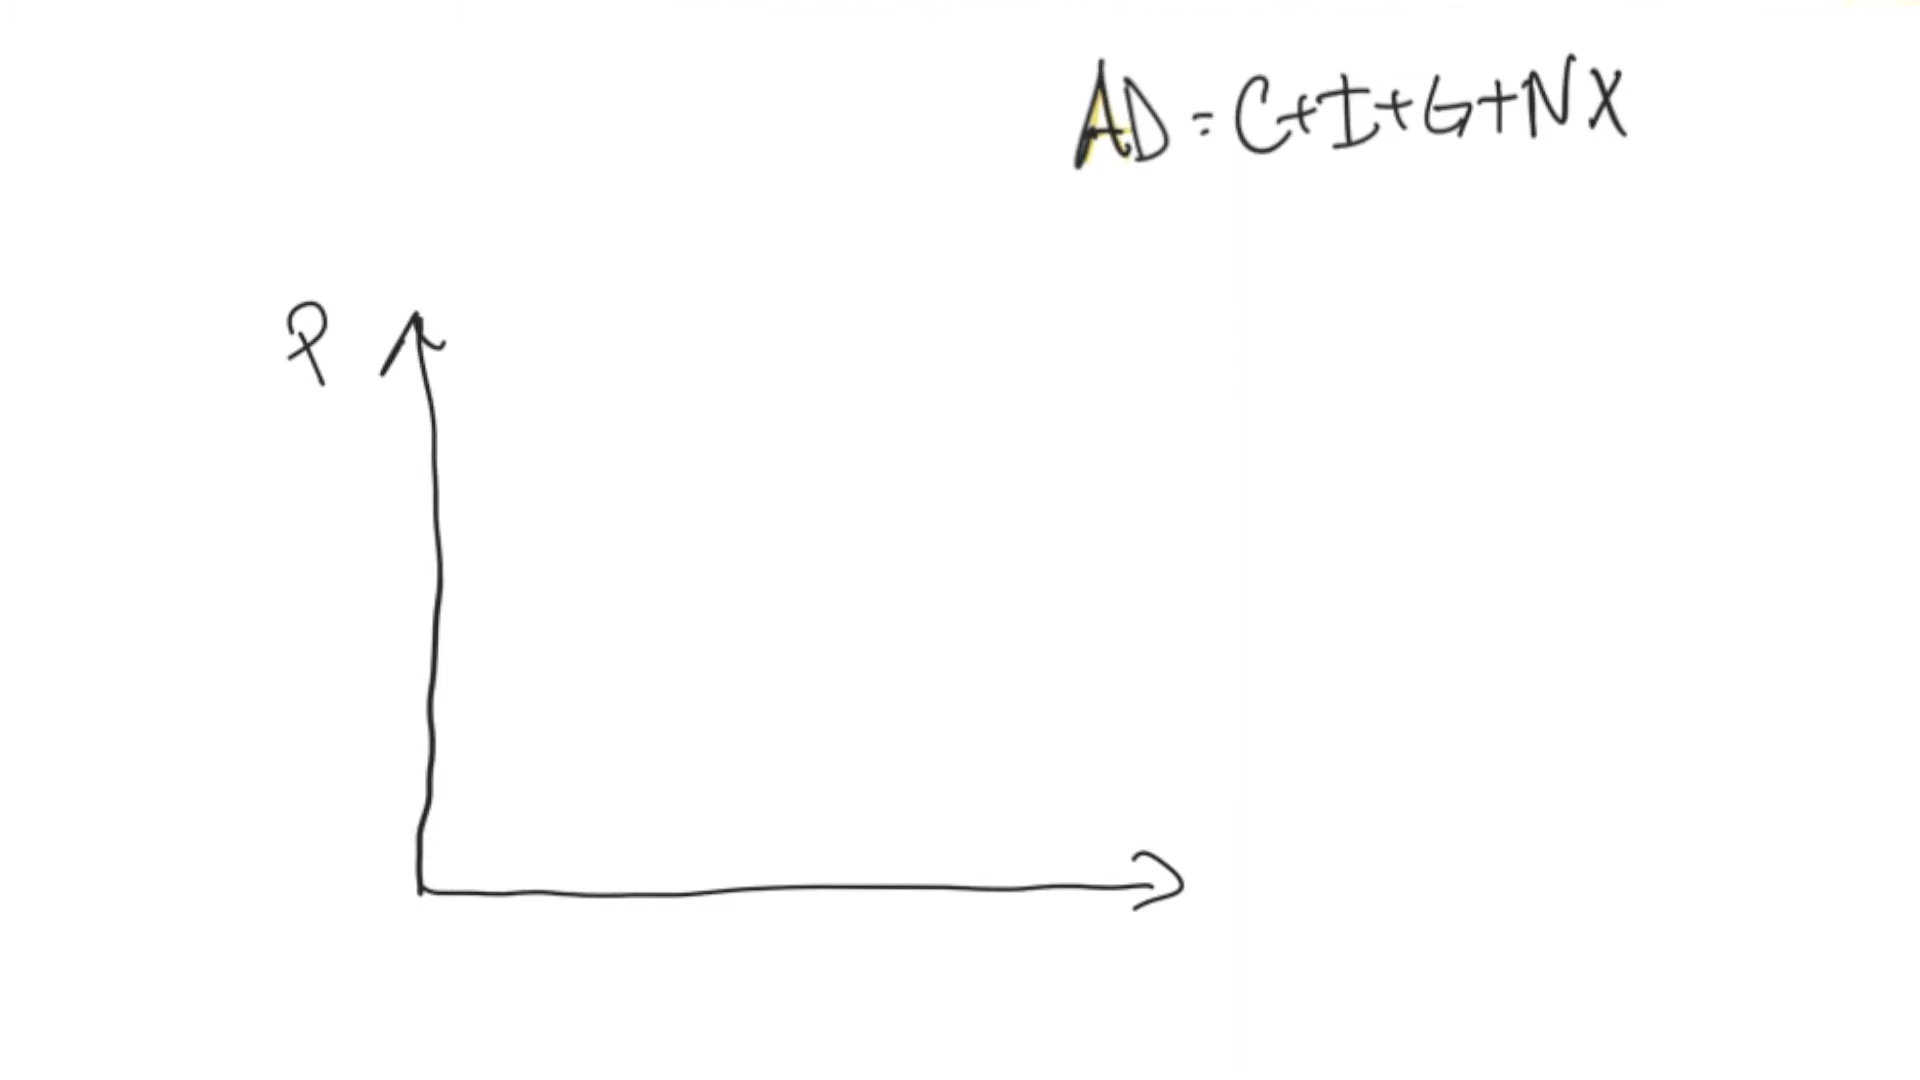 AD = C+I+G+NX
P